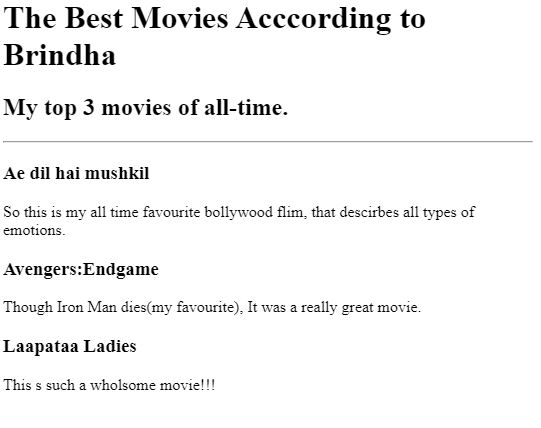 The Best Movies Acccording to
Brindha
My top 3 movies of all-time.
Ae dil hai mushkil
So this is my all time favourite bollywood flim, that descirbes all types of
emotions.
Avengers:Endgame
Though Iron Man dies(my favourite), It was a really great movie.
Laapataa Ladies
This s such a wholsome movie!!!